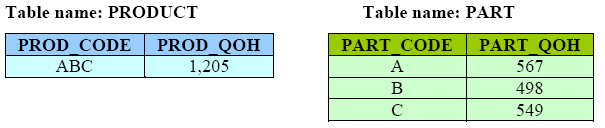 Table name: PRODUCT
PROD_CODE PROD_QOH
ABC 1,205
Table name: PART
PART_CODE PART_QOH
A 567
B 498
C 549